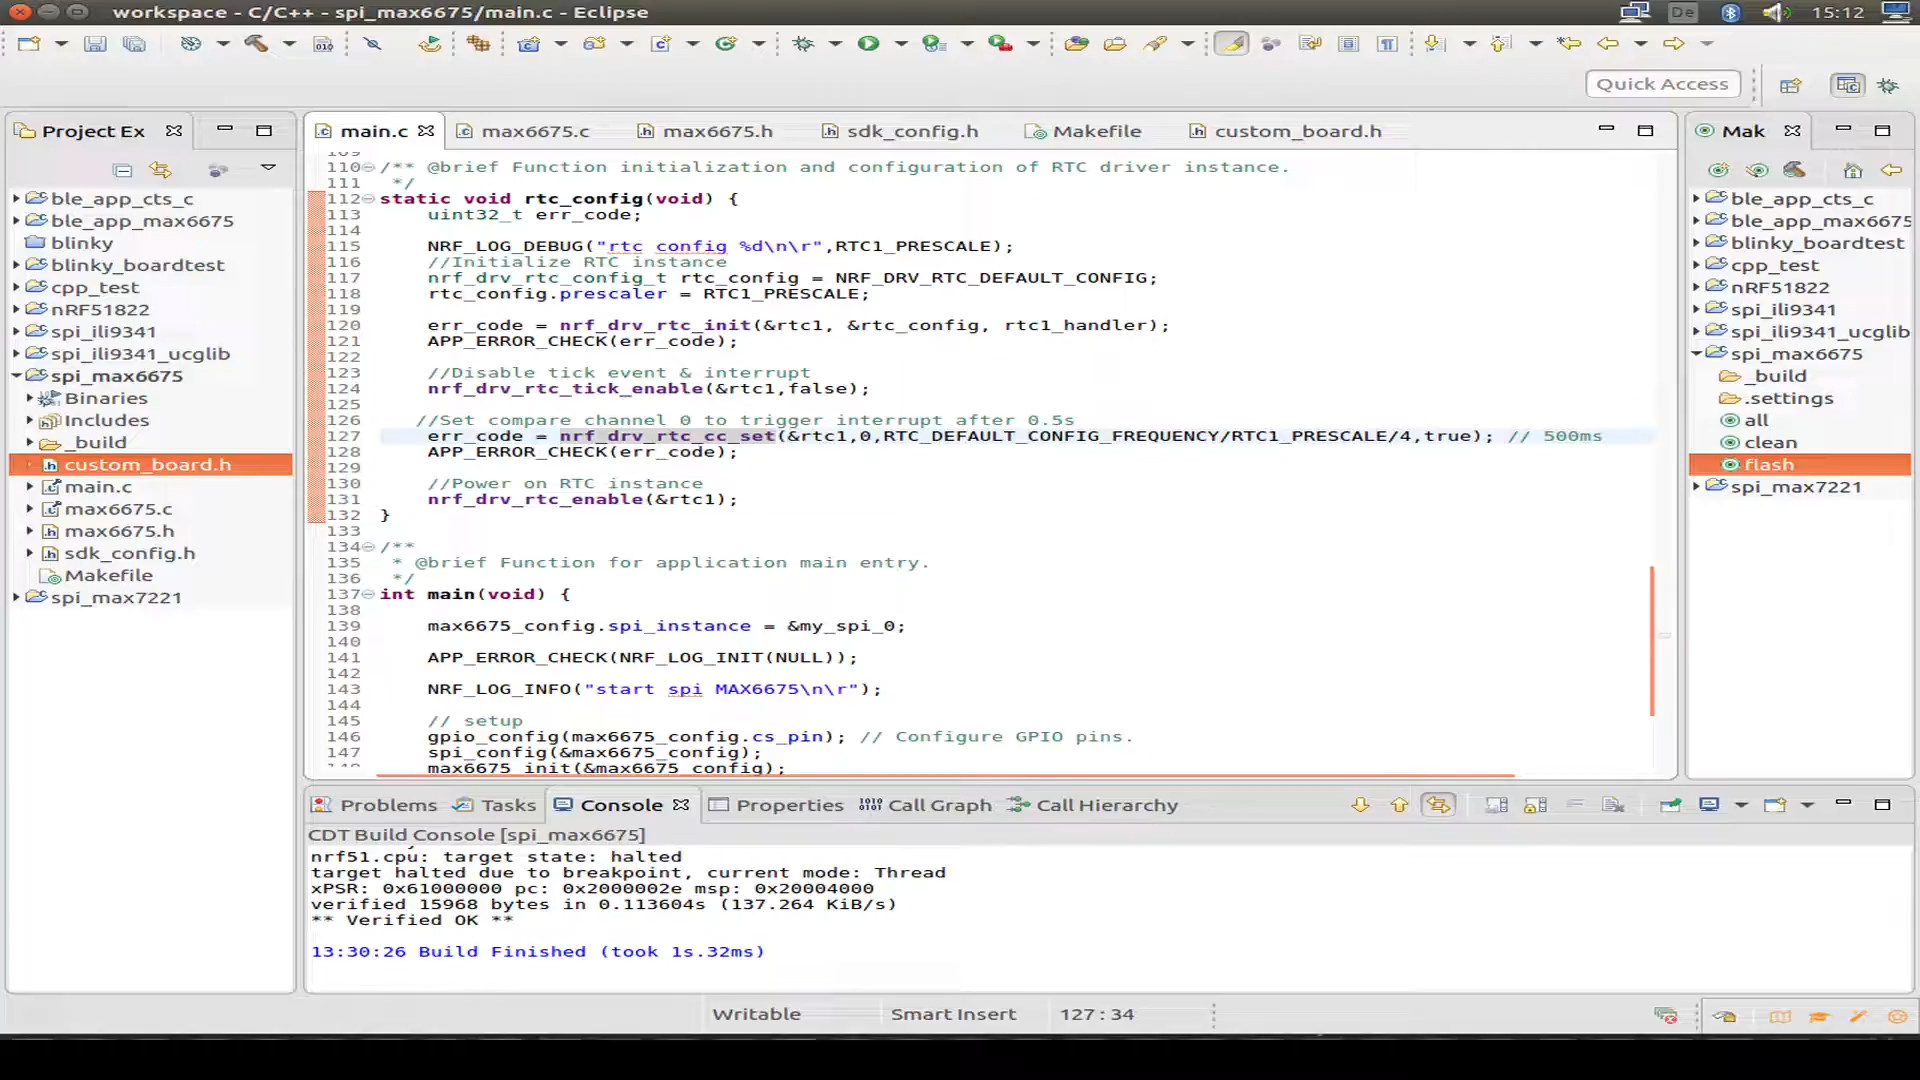 workspace - C/C++ - spi_max6675/main.c - Eclipse
De
15:12
Quick Access
Project Ex
ble_app_cts_c
ble_app_max6675
blinky
blinky_boardtest
cpp_test
nRF51822
spi_ili9341
spi_ili9341_ucglib
spi_max6675
Binaries
Includes
_build
custom_board.h
main.c
max6675.c
max6675.h
sdk_config.h
Makefile
spi_max7221
main.c
max6675.c
max6675.h
sdk_config.h
Makefile
custom_board.h
109
110 /** @brief Function initialization and configuration of RTC driver instance.
111  */
112 static void rtc_config(void) {
113     uint32_t err_code;
114
115     NRF_LOG_DEBUG("rtc config %d\n\r",RTC1_PRESCALE);
116     //Initialize RTC instance
117     nrf_drv_rtc_config_t rtc_config = NRF_DRV_RTC_DEFAULT_CONFIG;
118     rtc_config.prescaler = RTC1_PRESCALE;
119
120     err_code = nrf_drv_rtc_init(&rtc1, &rtc_config, rtc1_handler);
121     APP_ERROR_CHECK(err_code);
122
123     //Disable tick event & interrupt
124     nrf_drv_rtc_tick_enable(&rtc1,false);
125
126    //Set compare channel 0 to trigger interrupt after 0.5s
127     err_code = nrf_drv_rtc_cc_set(&rtc1,0,RTC_DEFAULT_CONFIG_FREQUENCY/RTC1_PRESCALE/4,true); // 500ms
128     APP_ERROR_CHECK(err_code);
129
130     //Power on RTC instance
131     nrf_drv_rtc_enable(&rtc1);
132 }
133
134 /**
135  * @brief Function for application main entry.
136  */
137 int main(void) {
138
139     max6675_config.spi_instance = &my_spi_0;
140
141     APP_ERROR_CHECK(NRF_LOG_INIT(NULL));
142
143     NRF_LOG_INFO("start spi MAX6675\n\r");
144
145     // setup
146     gpio_config(max6675_config.cs_pin); // Configure GPIO pins.
147     spi_config(&max6675_config);
148     max6675_init(&max6675_config);
Mak
ble_app_cts_c
ble_app_max6675
blinky_boardtest
cpp_test
nRF51822
spi_ili9341
spi_ili9341_ucglib
spi_max6675
_build
.settings
all
clean
flash
spi_max7221
Problems
Tasks
Console
Properties
Call Graph
Call Hierarchy
CDT Build Console [spi_max6675]
nrf51.cpu: target state: halted
target halted due to breakpoint, current mode: Thread
xPSR: 0x61000000 pc: 0x2000002e msp: 0x20004000
verified 15968 bytes in 0.113604s (137.264 KiB/s)
** Verified OK **
13:30:26 Build Finished (took 1s.32ms)
Writable
Smart Insert
127 : 34